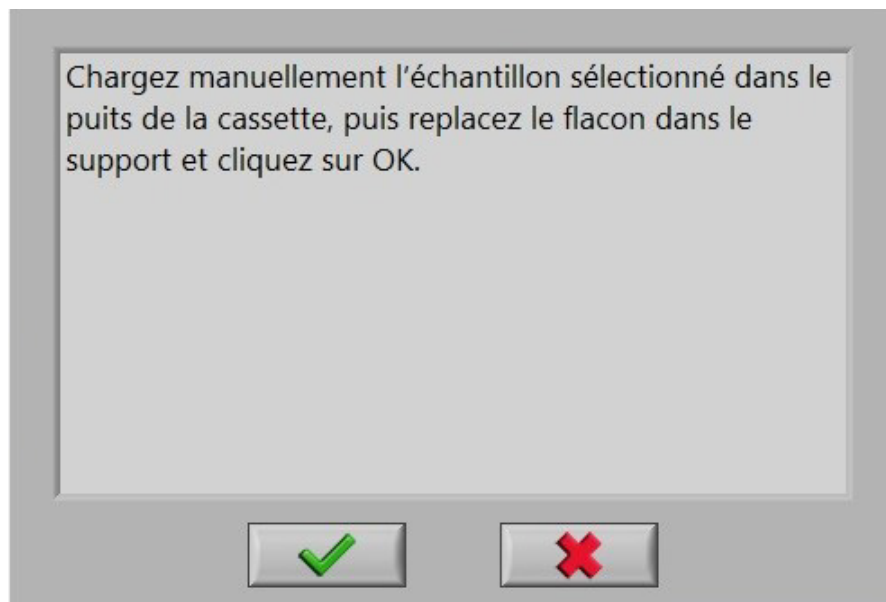 Chargez manuellement l’échantillon sélectionné dans le
puits de la cassette, puis replacez le flacon dans le
support et cliquez sur OK.